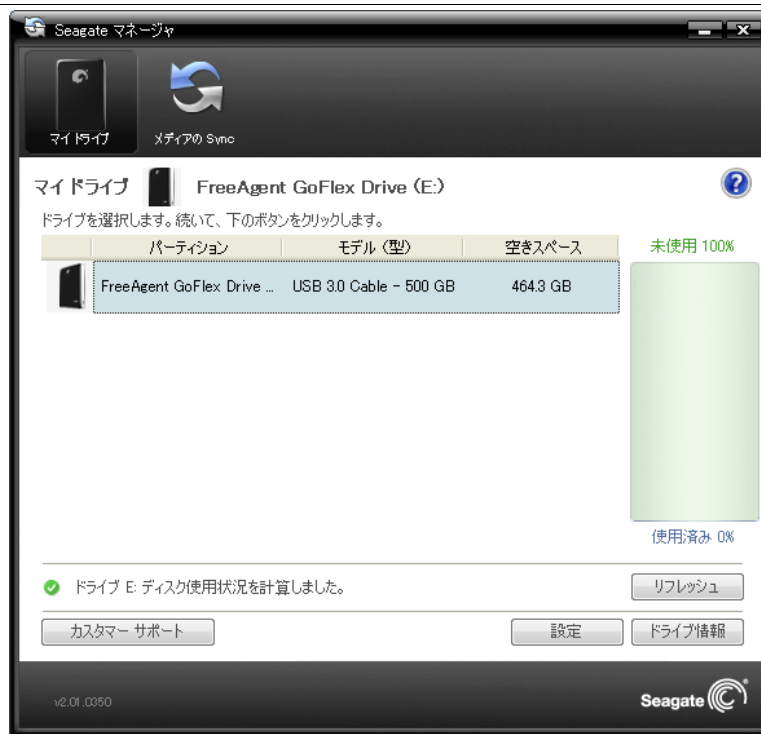 Seagate マネージャ
マイ ドライブ
メディアの Sync
マイ ドライブ FreeAgent GoFlex Drive (E:)
ドライブを選択します。続いて、下のボタンをクリックします。
パーティション モデル (型) 空きスペース
未使用 100%
FreeAgent GoFlex Drive ... USB 3.0 Cable - 500 GB 464.3 GB
使用済み 0%
ドライブ E: ディスク使用状況を計算しました。
リフレッシュ
カスタマー サポート
設定
ドライブ情報
v2.01.0350
Seagate